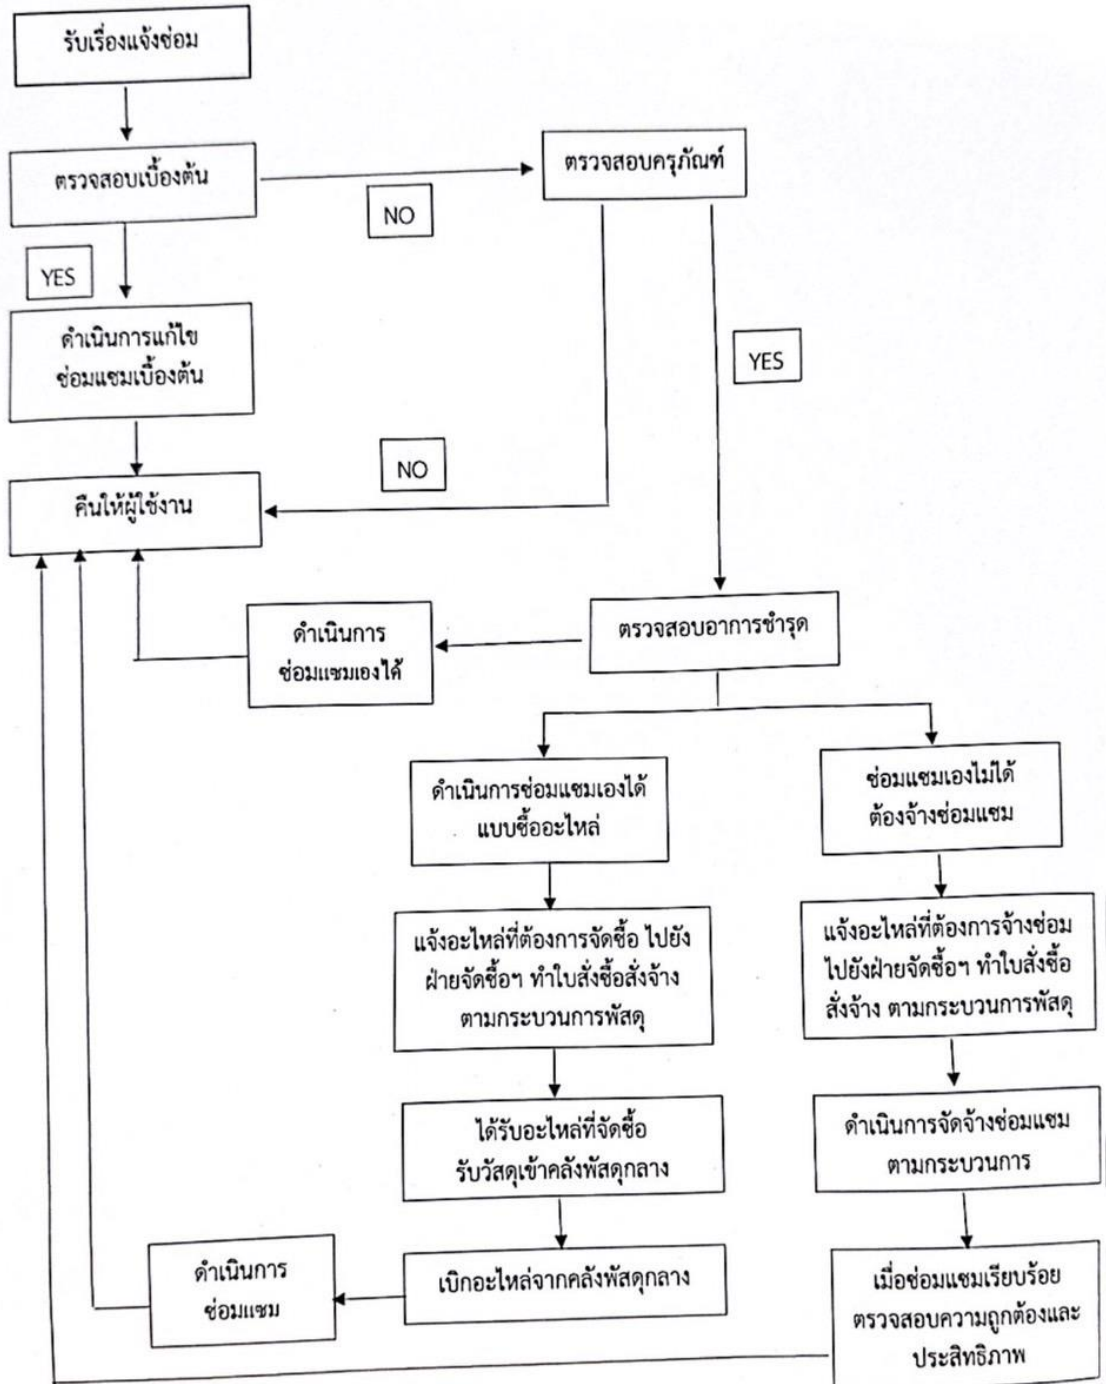 รับเรื่องแจ้งซ่อม
ตรวจสอบเบื้องต้น
ตรวจสอบครุภัณฑ์
NO
YES
ดำเนินการแก้ไข
ซ่อมแซมเบื้องต้น
YES
NO
คืนให้ผู้ใช้งาน
ตรวจสอบอาการชำรุด
ดำเนินการ
ซ่อมแซมเองได้
ดำเนินการซ่อมแซมเองได้
แบบซื้ออะไหล่
ซ่อมแซมเองไม่ได้
ต้องจ้างซ่อมแซม
แจ้งอะไหล่ที่ต้องการจัดซื้อ ไปยัง
ฝ่ายจัดซื้อฯ ทำใบสั่งซื้อสั่งจ้าง
ตามกระบวนการพัสดุ
แจ้งอะไหล่ที่ต้องการจ้างซ่อม
ไปยังฝ่ายจัดซื้อฯ ทำใบสั่งซื้อ
สั่งจ้าง ตามกระบวนการพัสดุ
ได้รับอะไหล่ที่จัดซื้อ
รับวัสดุเข้าคลังพัสดุกลาง
ดำเนินการจัดจ้างซ่อมแซม
ตามกระบวนการ
ดำเนินการ
ซ่อมแซม
เบิกอะไหล่จากคลังพัสดุกลาง
เมื่อซ่อมแซมเรียบร้อย
ตรวจสอบความถูกต้องและ
ประสิทธิภาพ